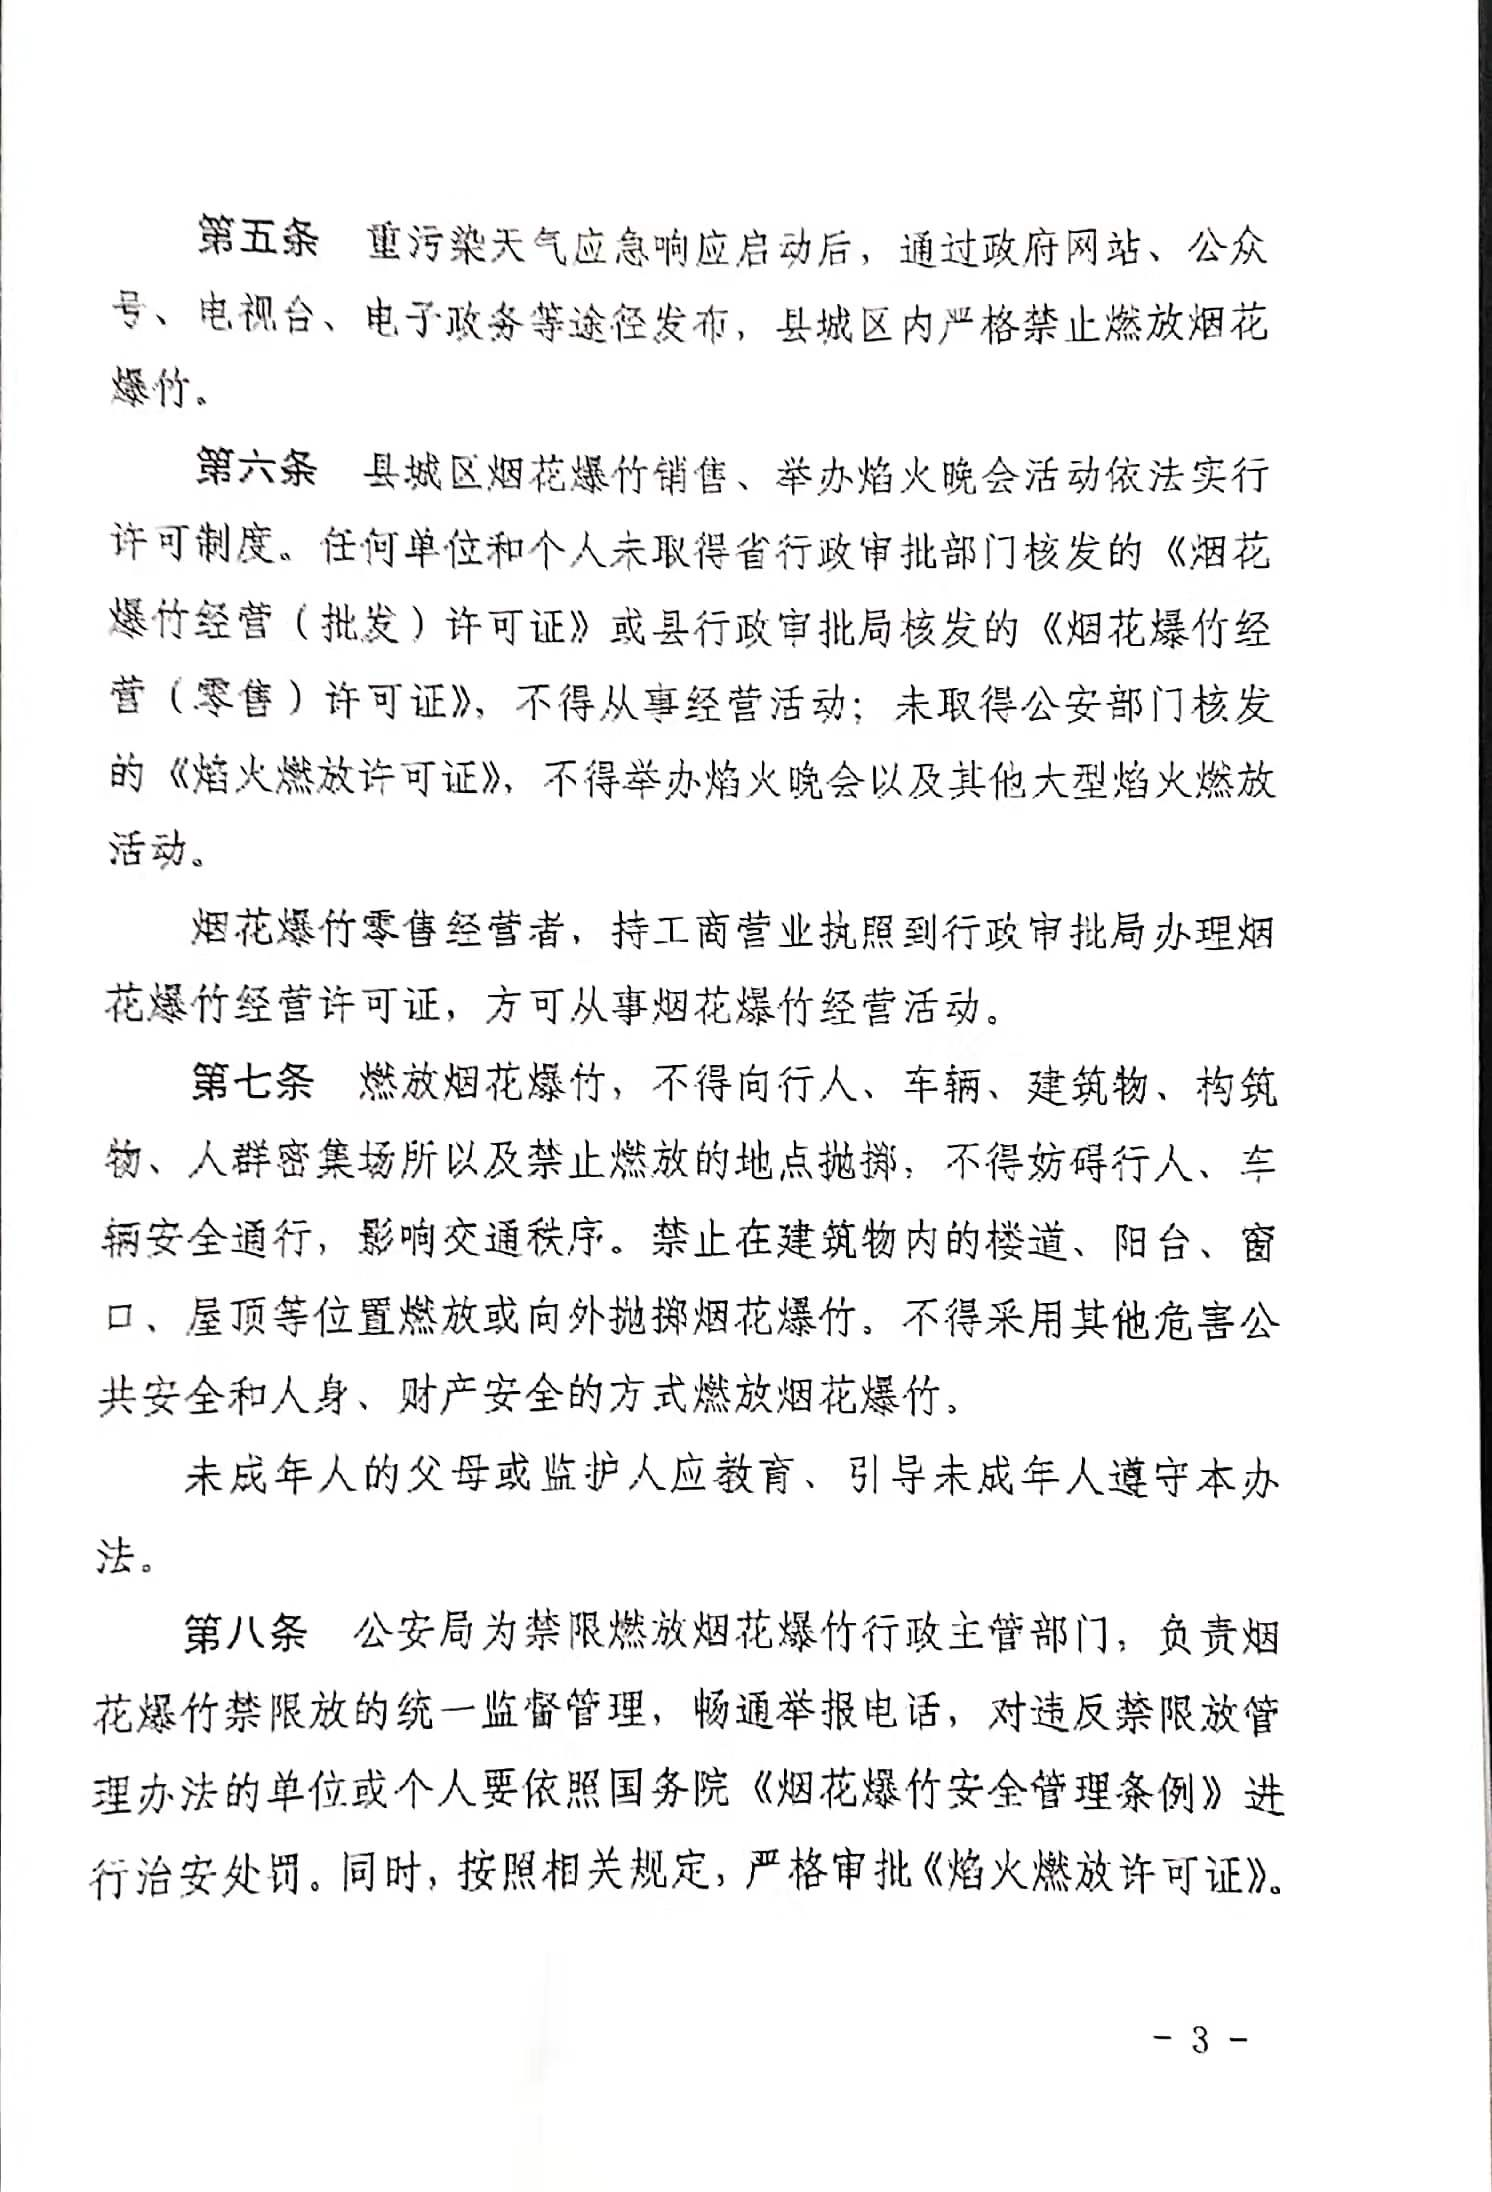 第五条　重污染天气应急响应启动后，通过政府网站、公众
号、电视台、电子政务等途径发布，县城区内严格禁止燃放烟花
爆竹。
第六条　县城区烟花爆竹销售、举办焰火晚会活动依法实行
许可制度。任何单位和个人未取得省行政审批部门核发的《烟花
爆竹经营（批发）许可证》或县行政审批局核发的《烟花爆竹经
营（零售）许可证》，不得从事经营活动；未取得公安部门核发
的《焰火燃放许可证》，不得举办焰火晚会以及其他大型焰火燃放
活动。
烟花爆竹零售经营者，持工商营业执照到行政审批局办理烟
花爆竹经营许可证，方可从事烟花爆竹经营活动。
第七条　燃放烟花爆竹，不得向行人、车辆、建筑物、构筑
物、人群密集场所以及禁止燃放的地点抛掷，不得妨碍行人、车
辆安全通行，影响交通秩序。禁止在建筑物内的楼道、阳台、窗
口、屋顶等位置燃放或向外抛掷烟花爆竹。不得采用其他危害公
共安全和人身、财产安全的方式燃放烟花爆竹。
未成年人的父母或监护人应教育、引导未成年人遵守本办
法。
第八条　公安局为禁限燃放烟花爆竹行政主管部门，负责烟
花爆竹禁限放的统一监督管理，畅通举报电话，对违反禁限放管
理办法的单位或个人要依照国务院《烟花爆竹安全管理条例》进
行治安处罚。同时，按照相关规定，严格审批《焰火燃放许可证》。
- 3 -